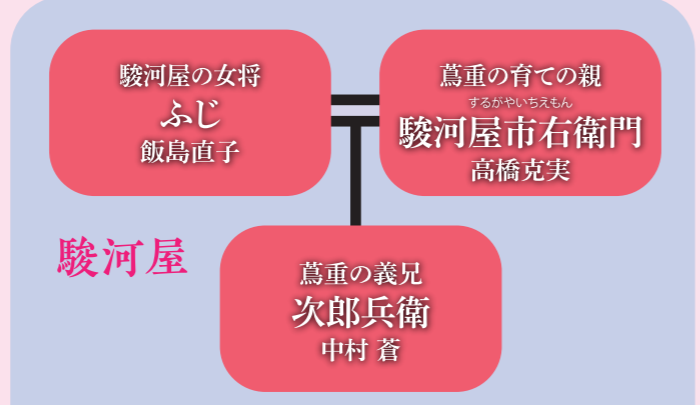 駿河屋の女将
ふじ
飯島直子
蔦重の育ての親
するがやいちえもん
駿河屋市右衛門
高橋克実
駿河屋
蔦重の義兄
次郎兵衛
中村 蒼